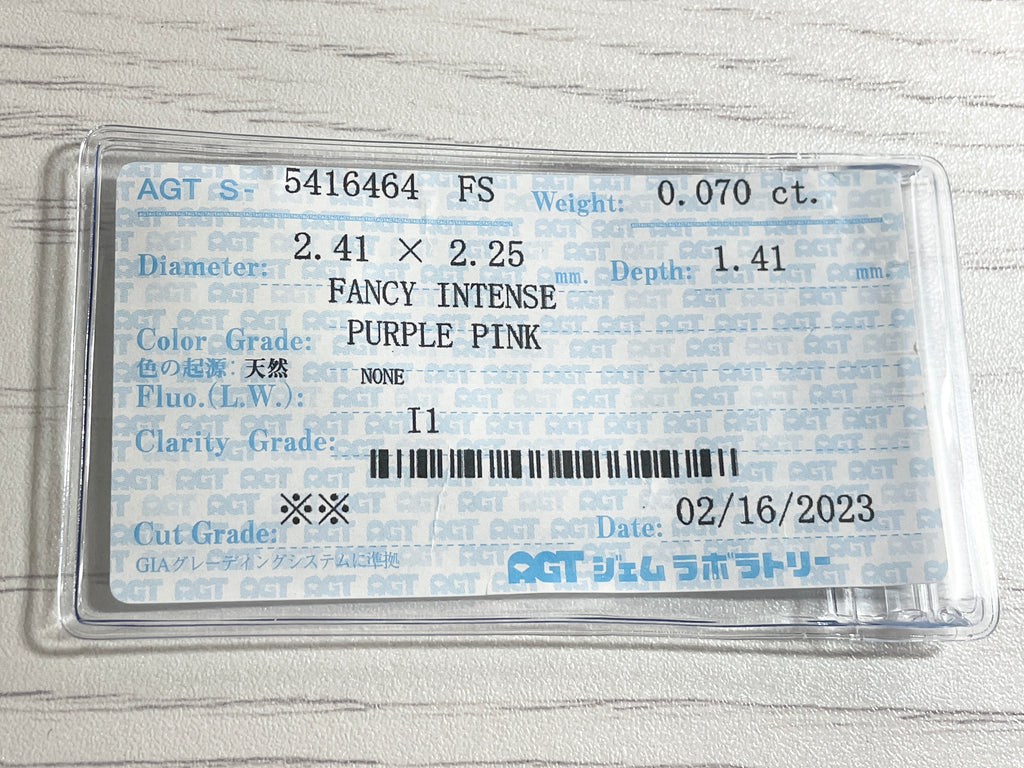 AGT S- 5416464 FS Weight: 0.070 ct.
Diameter: 2.41 × 2.25 mm. Depth: 1.41 mm.
FANCY INTENSE
Color Grade: PURPLE PINK
色の起源: 天然
Fluo.(L.W.): NONE
Clarity Grade: I1
Cut Grade: ※※ Date: 02/16/2023
GIAグレーディングシステムに準拠 AGT ジェムラボラトリー